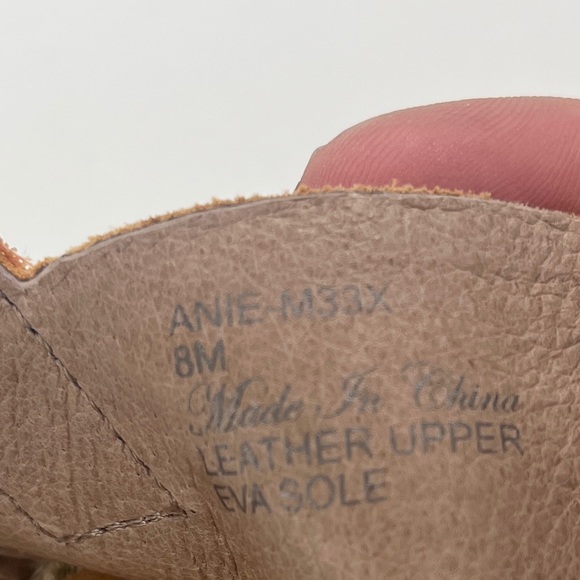 ANIE-M33X
8M
Made In China
LEATHER UPPER
EVA SOLE